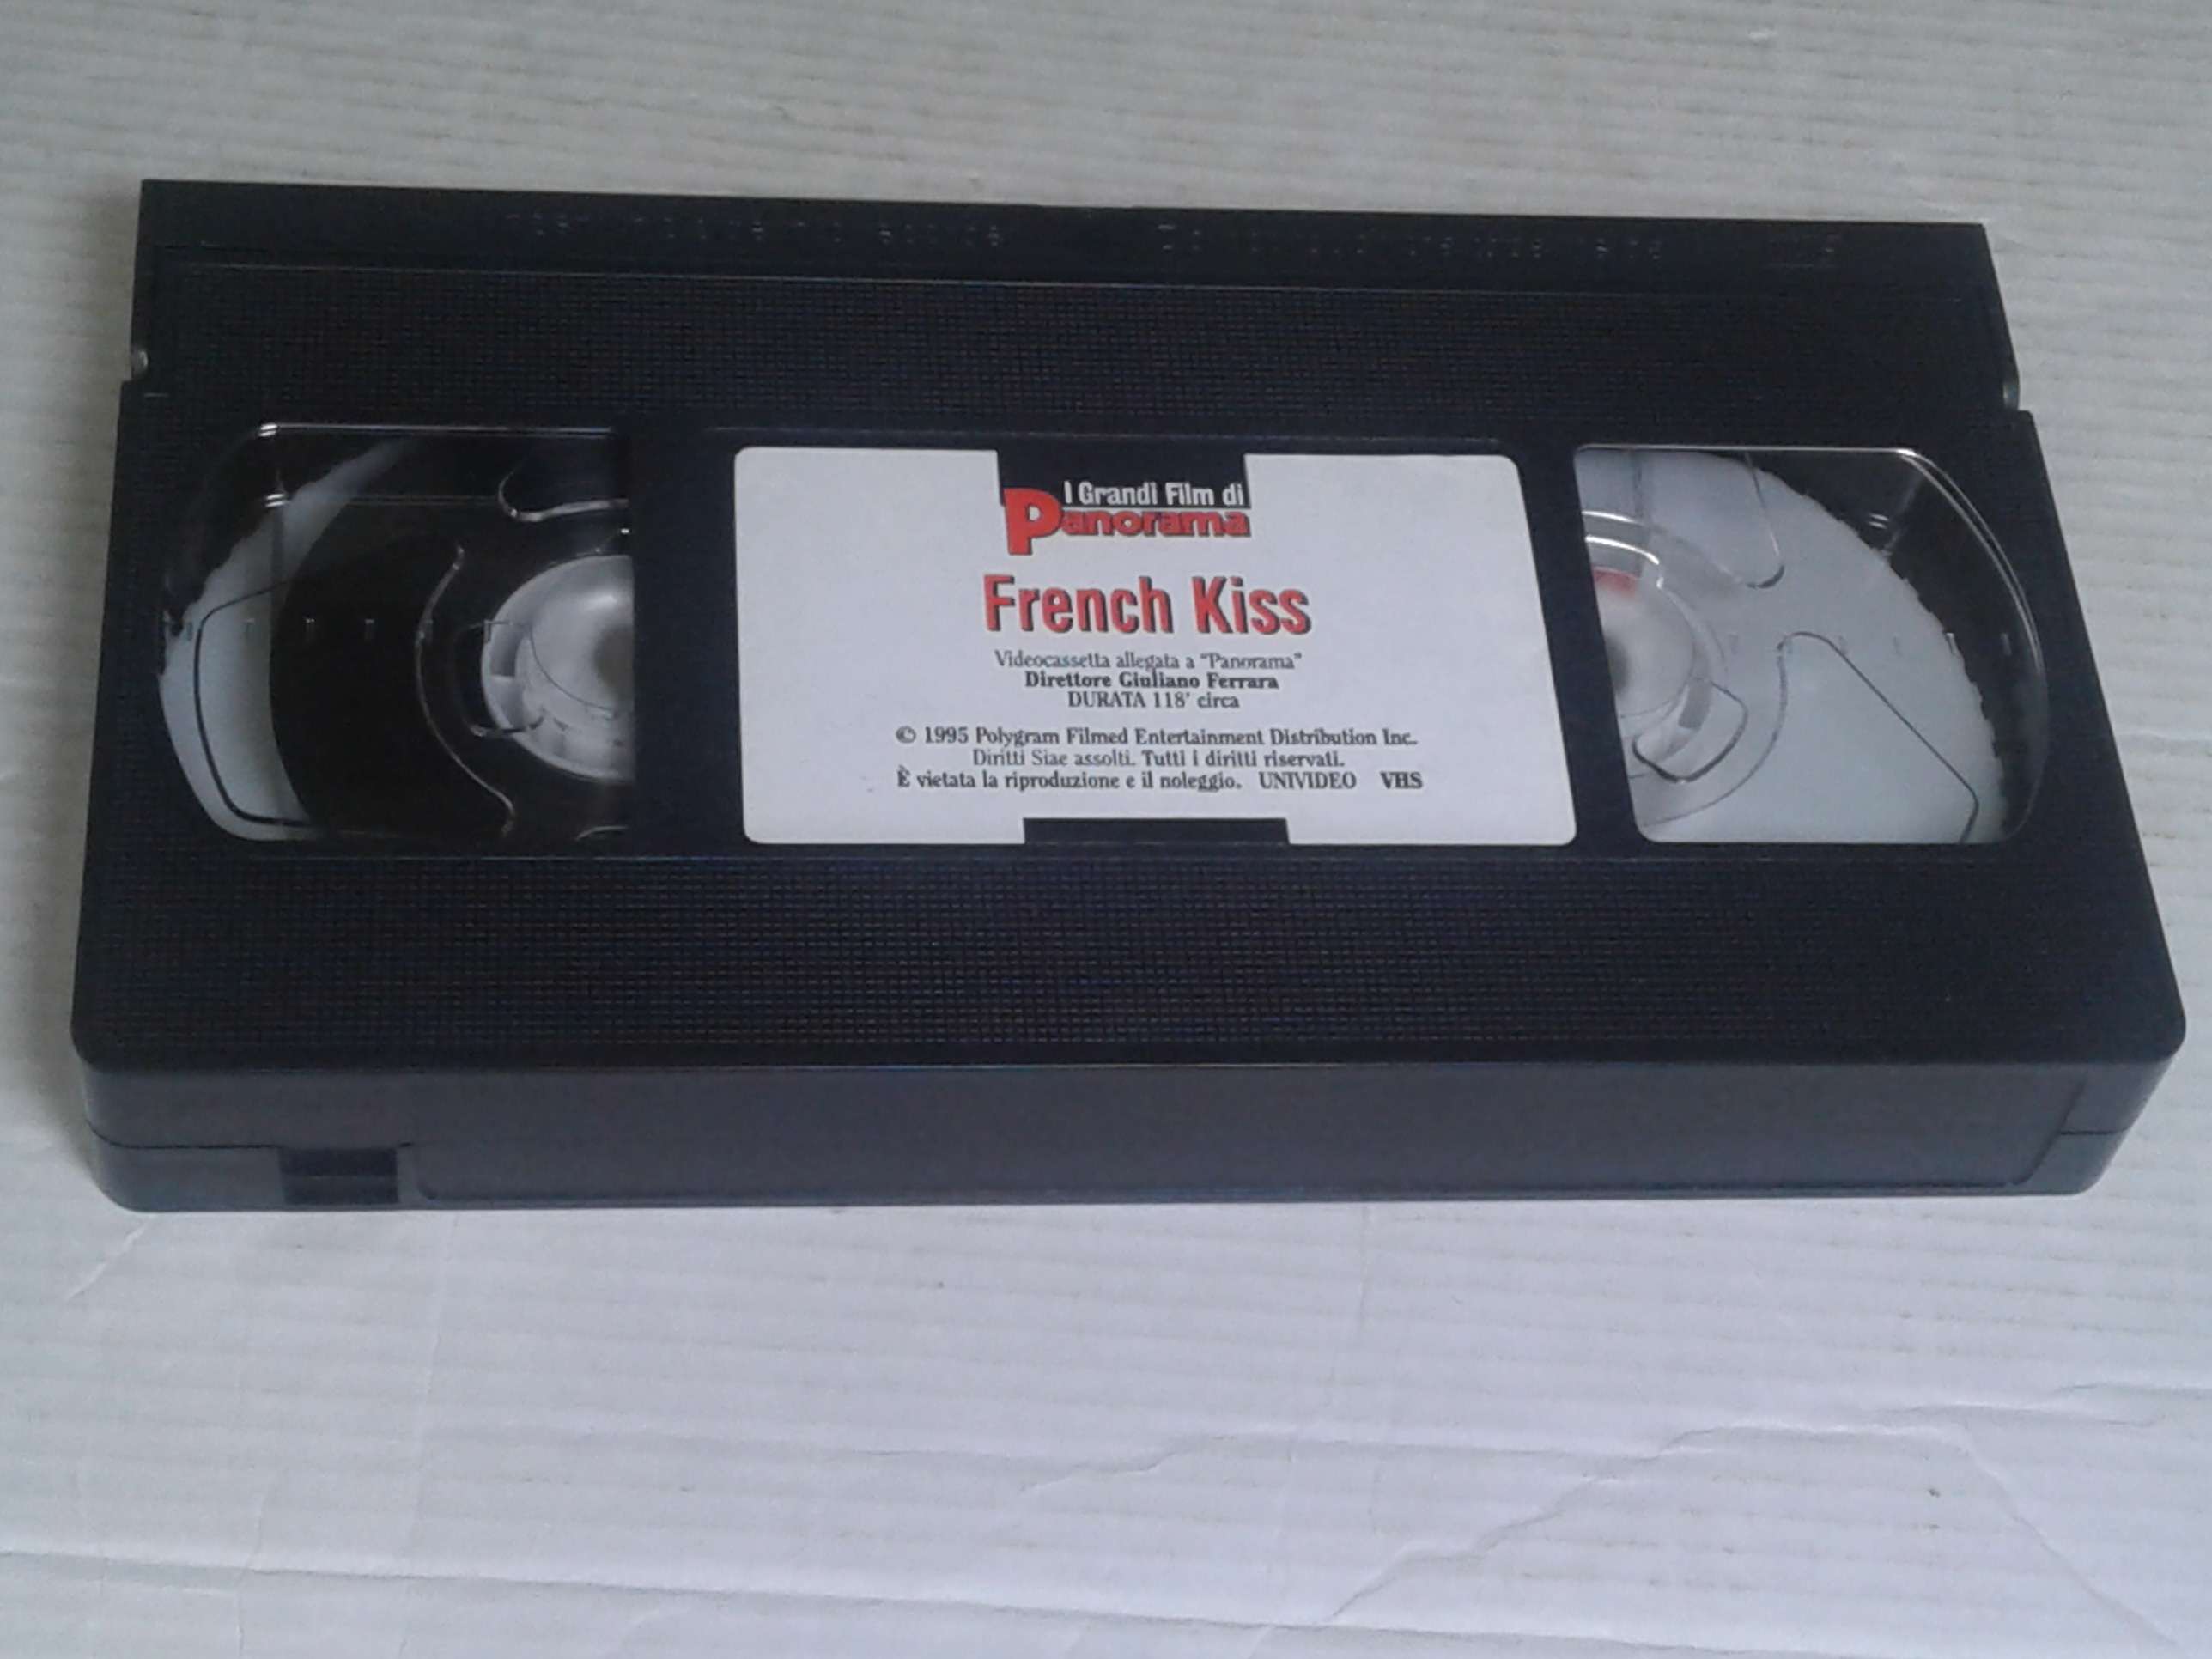 I Grandi Film di
Panorama
French Kiss
Videocassetta allegata a "Panorama"
Direttore Giuliano Ferrara
DURATA 118' circa
© 1995 Polygram Filmed Entertainment Distribution Inc.
Diritti Siae assolti. Tutti i diritti riservati.
È vietata la riproduzione e il noleggio. UNIVIDEO VHS